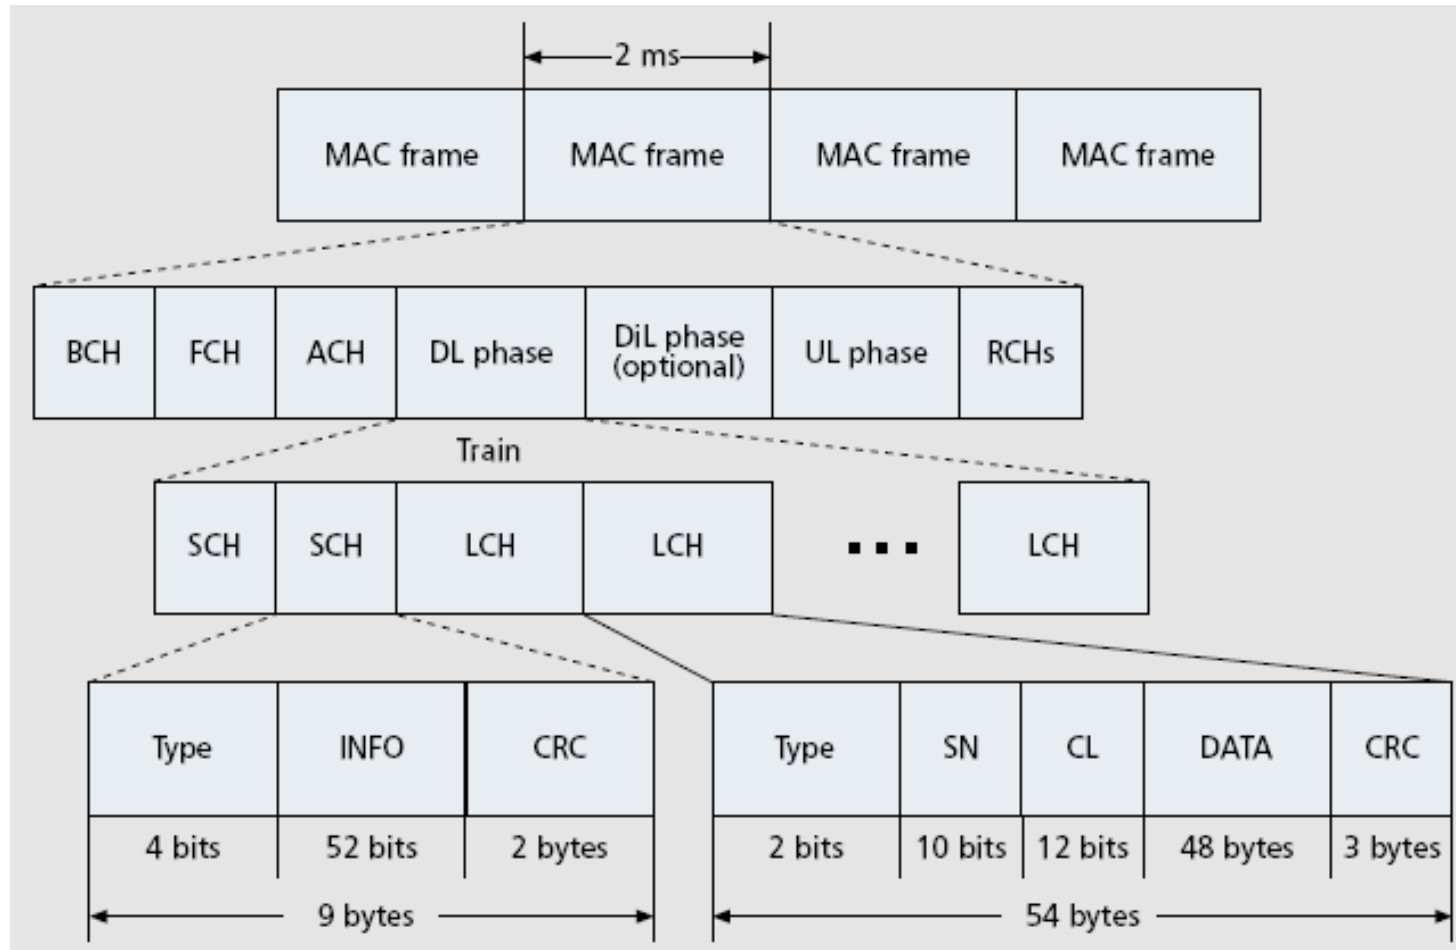 2 ms
MAC frame MAC frame MAC frame MAC frame
BCH FCH ACH DL phase DiL phase (optional) UL phase RCHs
Train
SCH SCH LCH LCH ... LCH
Type INFO CRC Type SN CL DATA CRC
4 bits 52 bits 2 bytes 2 bits 10 bits 12 bits 48 bytes 3 bytes
9 bytes 54 bytes